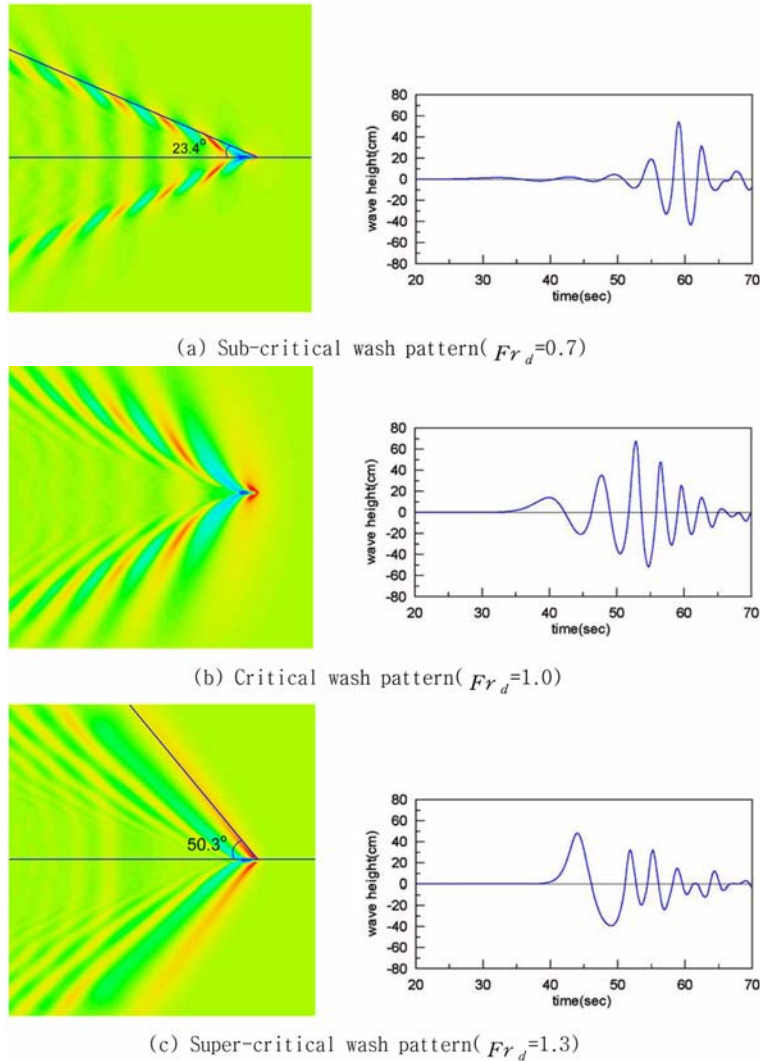 23.4°
80
60
40
20
0
-20
-40
-60
-80
wave height(cm)
20 30 40 50 60 70
time(sec)
(a) Sub-critical wash pattern( Fr_d=0.7)
80
60
40
20
0
-20
-40
-60
-80
wave height(cm)
20 30 40 50 60 70
time(sec)
(b) Critical wash pattern( Fr_d=1.0)
50.3°
80
60
40
20
0
-20
-40
-60
-80
wave height(cm)
20 30 40 50 60 70
time(sec)
(c) Super-critical wash pattern( Fr_d=1.3)